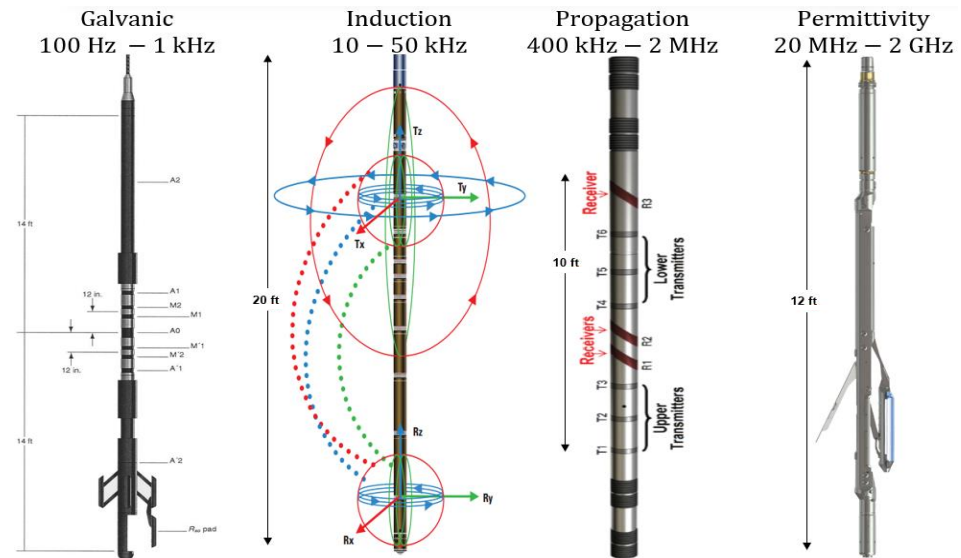 Galvanic
100 Hz – 1 kHz
A2
14 ft
A1
12 in.
M2
M1
A0
M´1
M´2
12 in.
A´1
14 ft
A´2
Rxo pad
Induction
10 – 50 kHz
Tz
Ty
Tx
20 ft
Rz
Ry
Rx
Propagation
400 kHz – 2 MHz
Receiver
R3
T6
10 ft
T5
Lower
Transmitters
T4
Receivers
R2
R1
T3
T2
Upper
Transmitters
T1
Permittivity
20 MHz – 2 GHz
12 ft